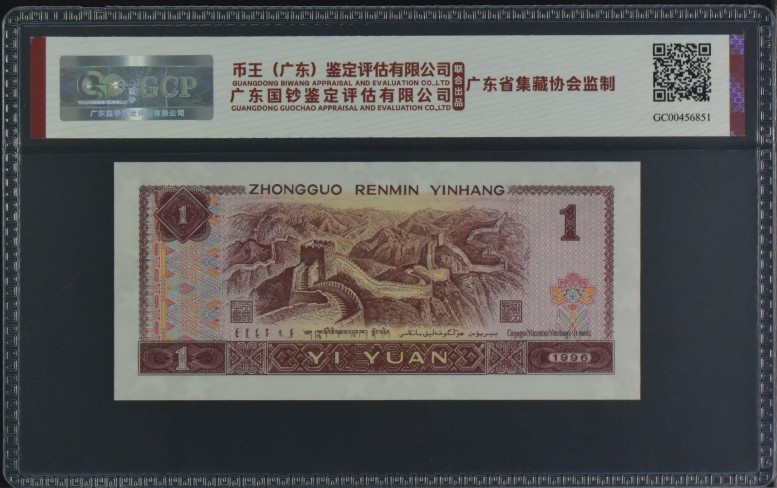 GCP
币王（广东）鉴定评估有限公司
GUANGDONG BIWANG APPRAISAL AND EVALUATION CO.,LTD
广东国钞鉴定评估有限公司
GUANGDONG GUOCHAO APPRAISAL AND EVALUATION CO.,LTD
联合出品
广东省集藏协会监制
GC00456851
ZHONGGUO RENMIN YINHANG
1
1
1
YI YUAN
1996